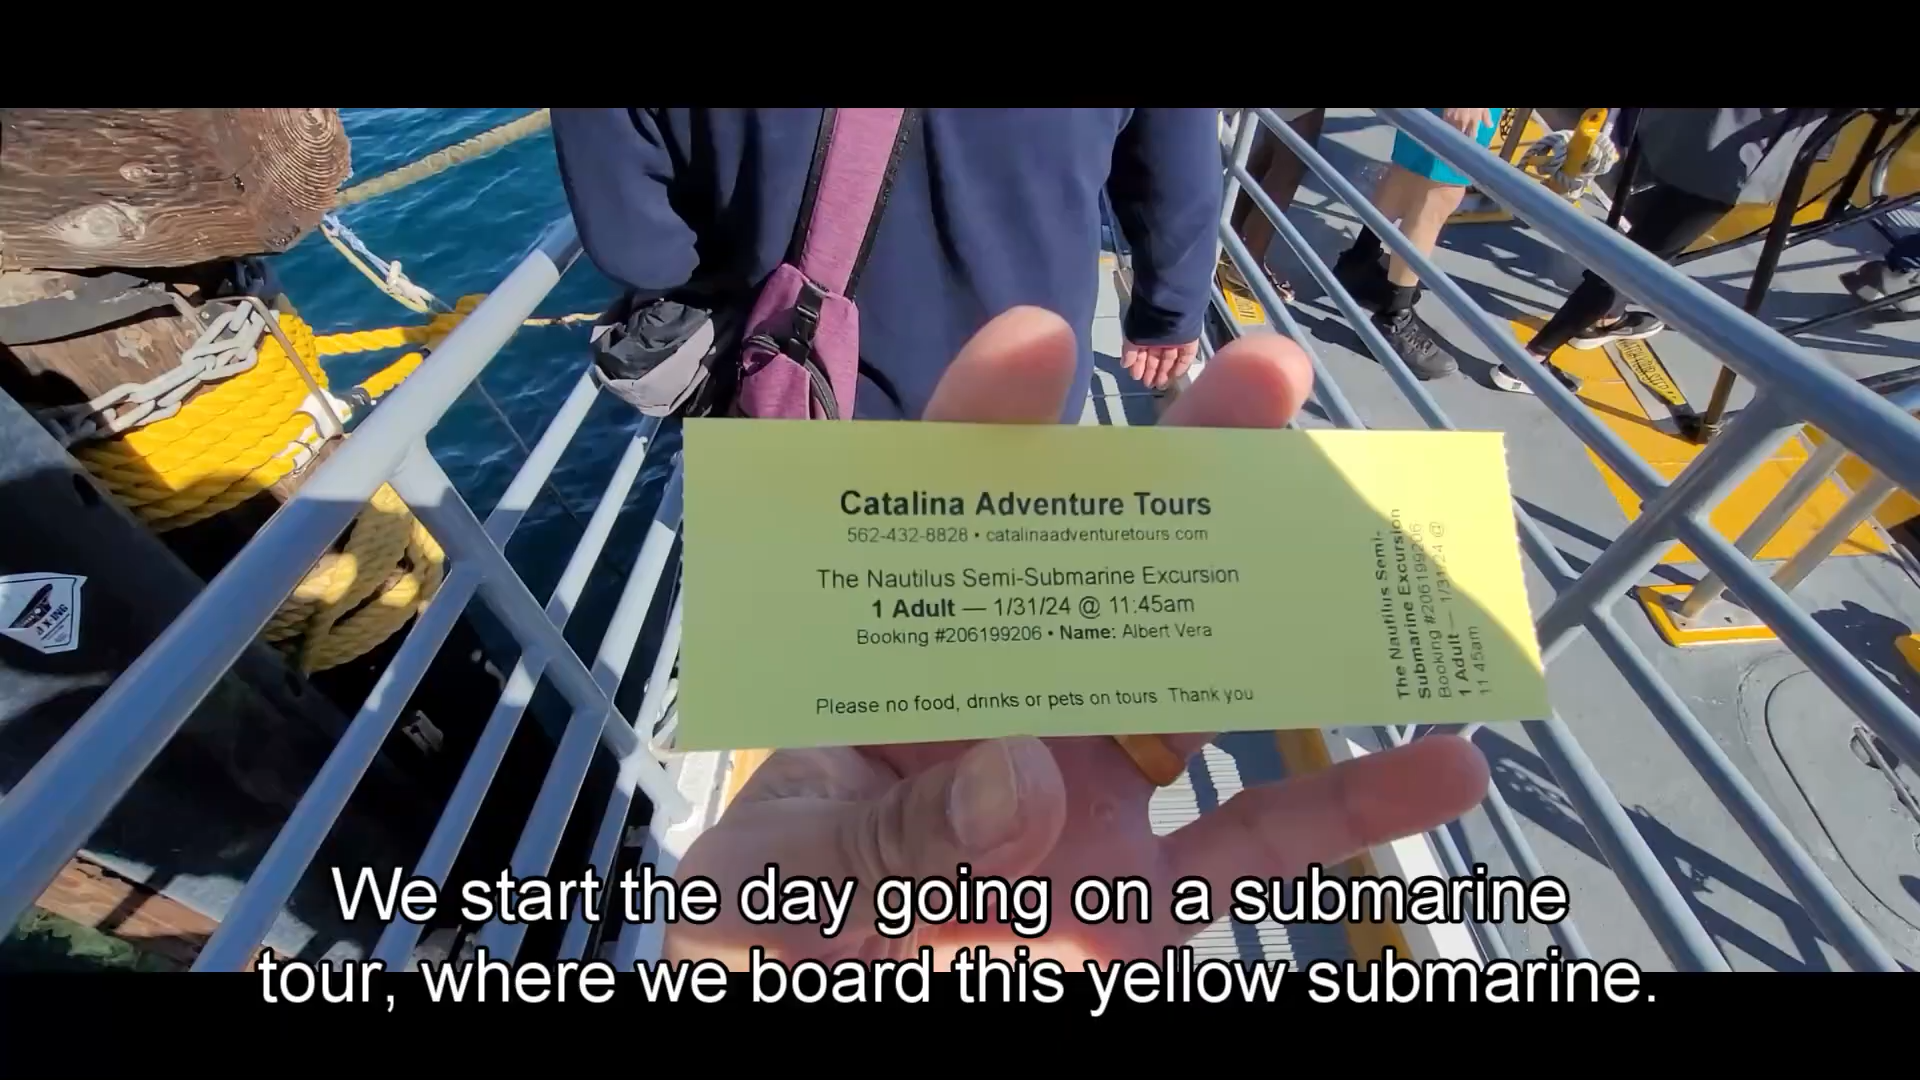 Catalina Adventure Tours
562-432-8828 • catalinaadventuretours.com
The Nautilus Semi-Submarine Excursion
1 Adult — 1/31/24 @ 11:45am
Booking #206199206 • Name: Albert Vera
Please no food, drinks or pets on tours Thank you
The Nautilus Semi-
Submarine Excursion
Booking #206199206
1 Adult — 1/31/24 @
11:45am
We start the day going on a submarine
tour, where we board this yellow submarine.